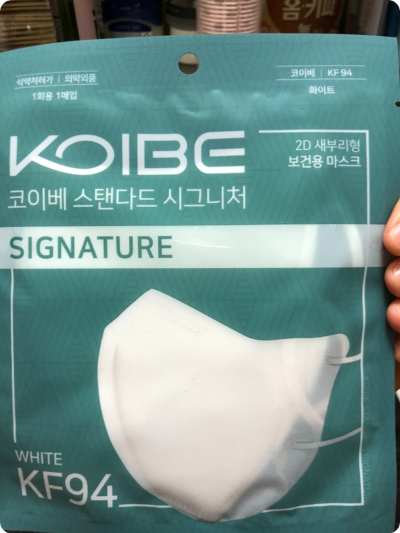 식약처허가 | 의약외품
1회용 1매입
코이베 | KF 94
화이트
KOIBE
2D 새부리형
보건용 마스크
코이베 스탠다드 시그니처
SIGNATURE
WHITE
KF94